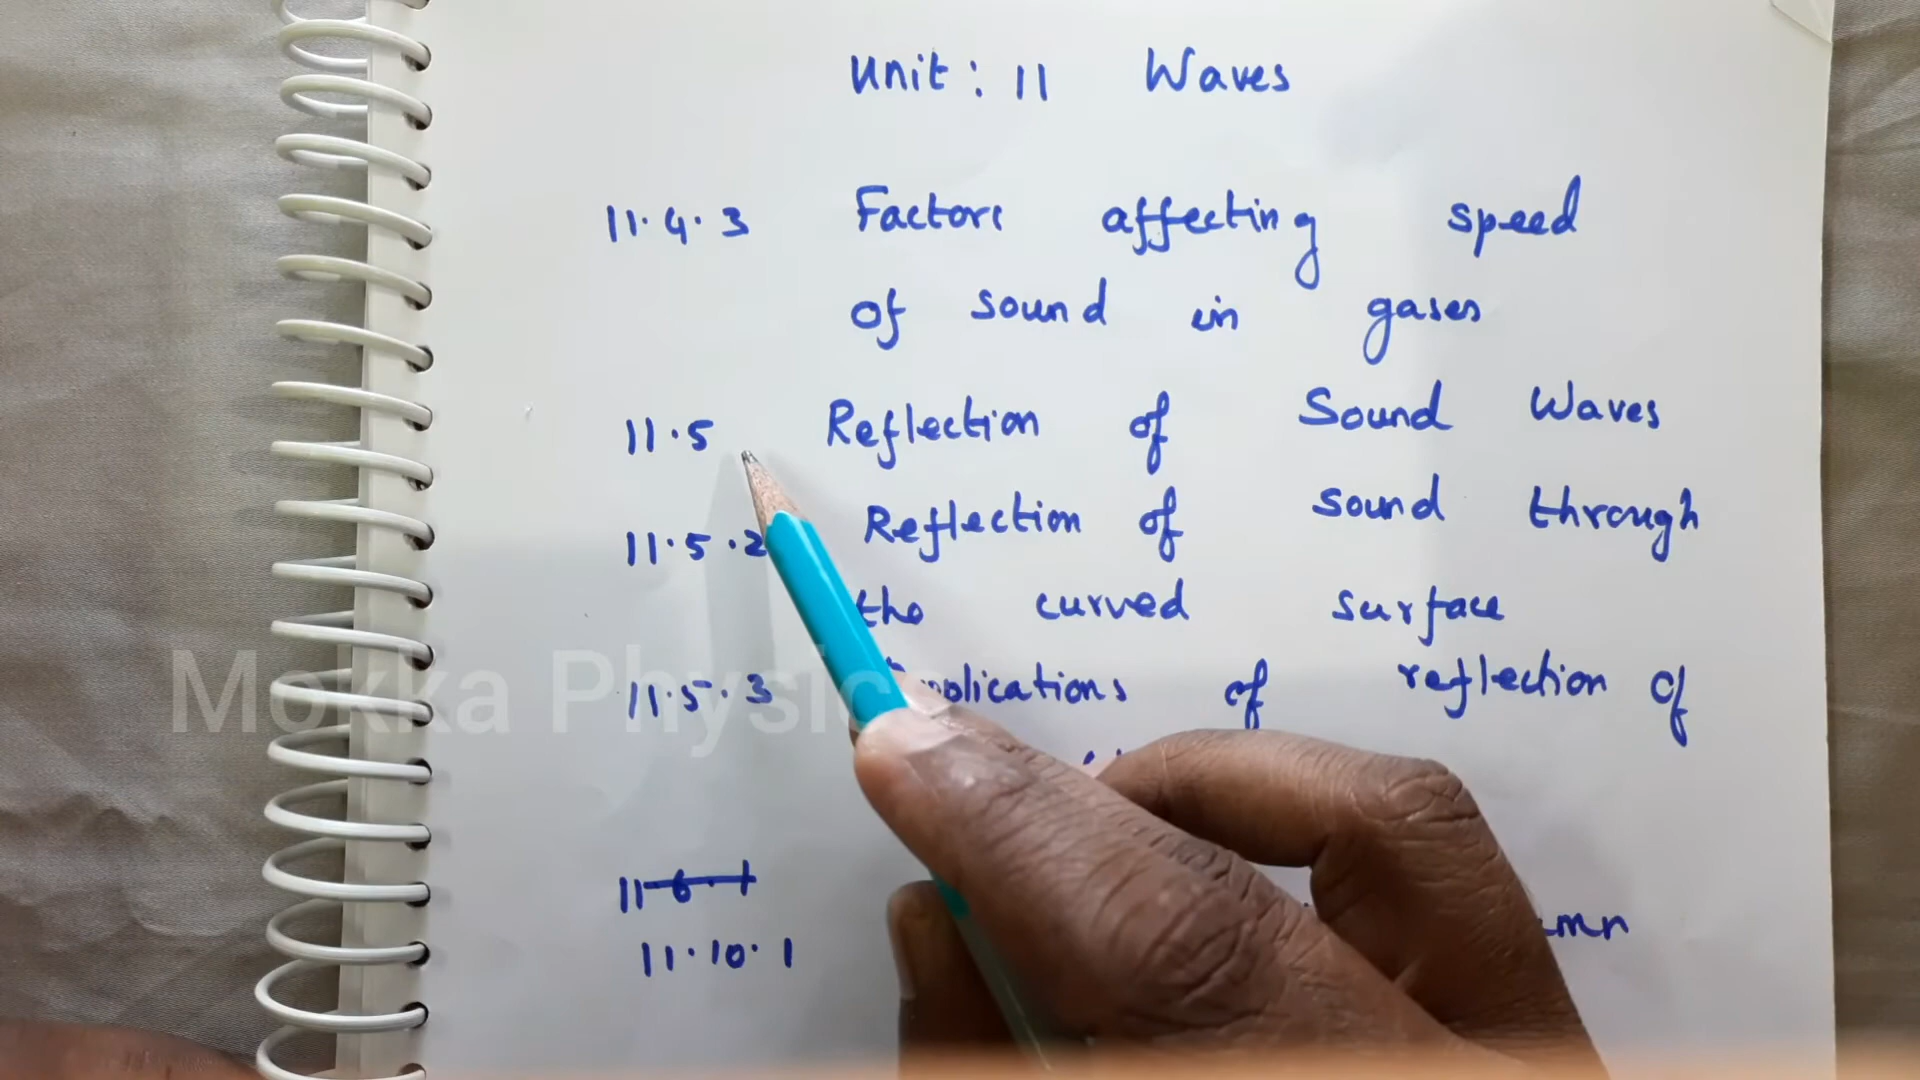 Unit: 11 Waves
11.4.3 Factors affecting speed
of sound in gases
11.5 Reflection of Sound Waves
11.5.2 Reflection of Sound through
the curved surface
11.5.3 reflection of
Mokka Physics
11.6.1
11.10.1